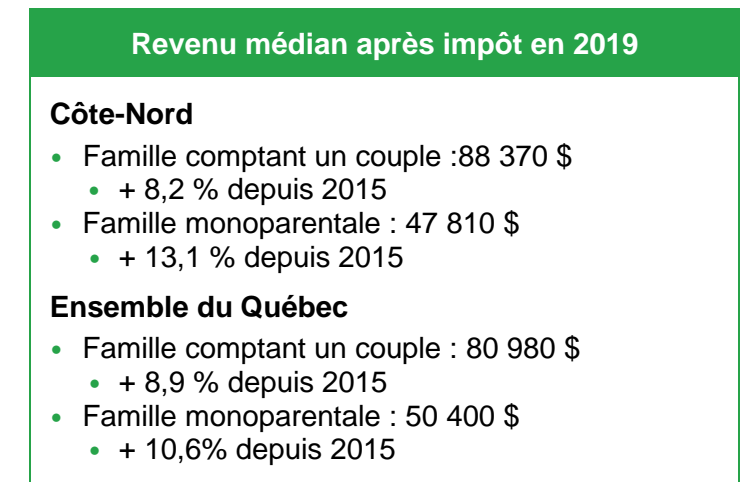 Revenu médian après impôt en 2019
Côte-Nord
• Famille comptant un couple :88 370 $
• + 8,2 % depuis 2015
• Famille monoparentale : 47 810 $
• + 13,1 % depuis 2015
Ensemble du Québec
• Famille comptant un couple : 80 980 $
• + 8,9 % depuis 2015
• Famille monoparentale : 50 400 $
• + 10,6% depuis 2015